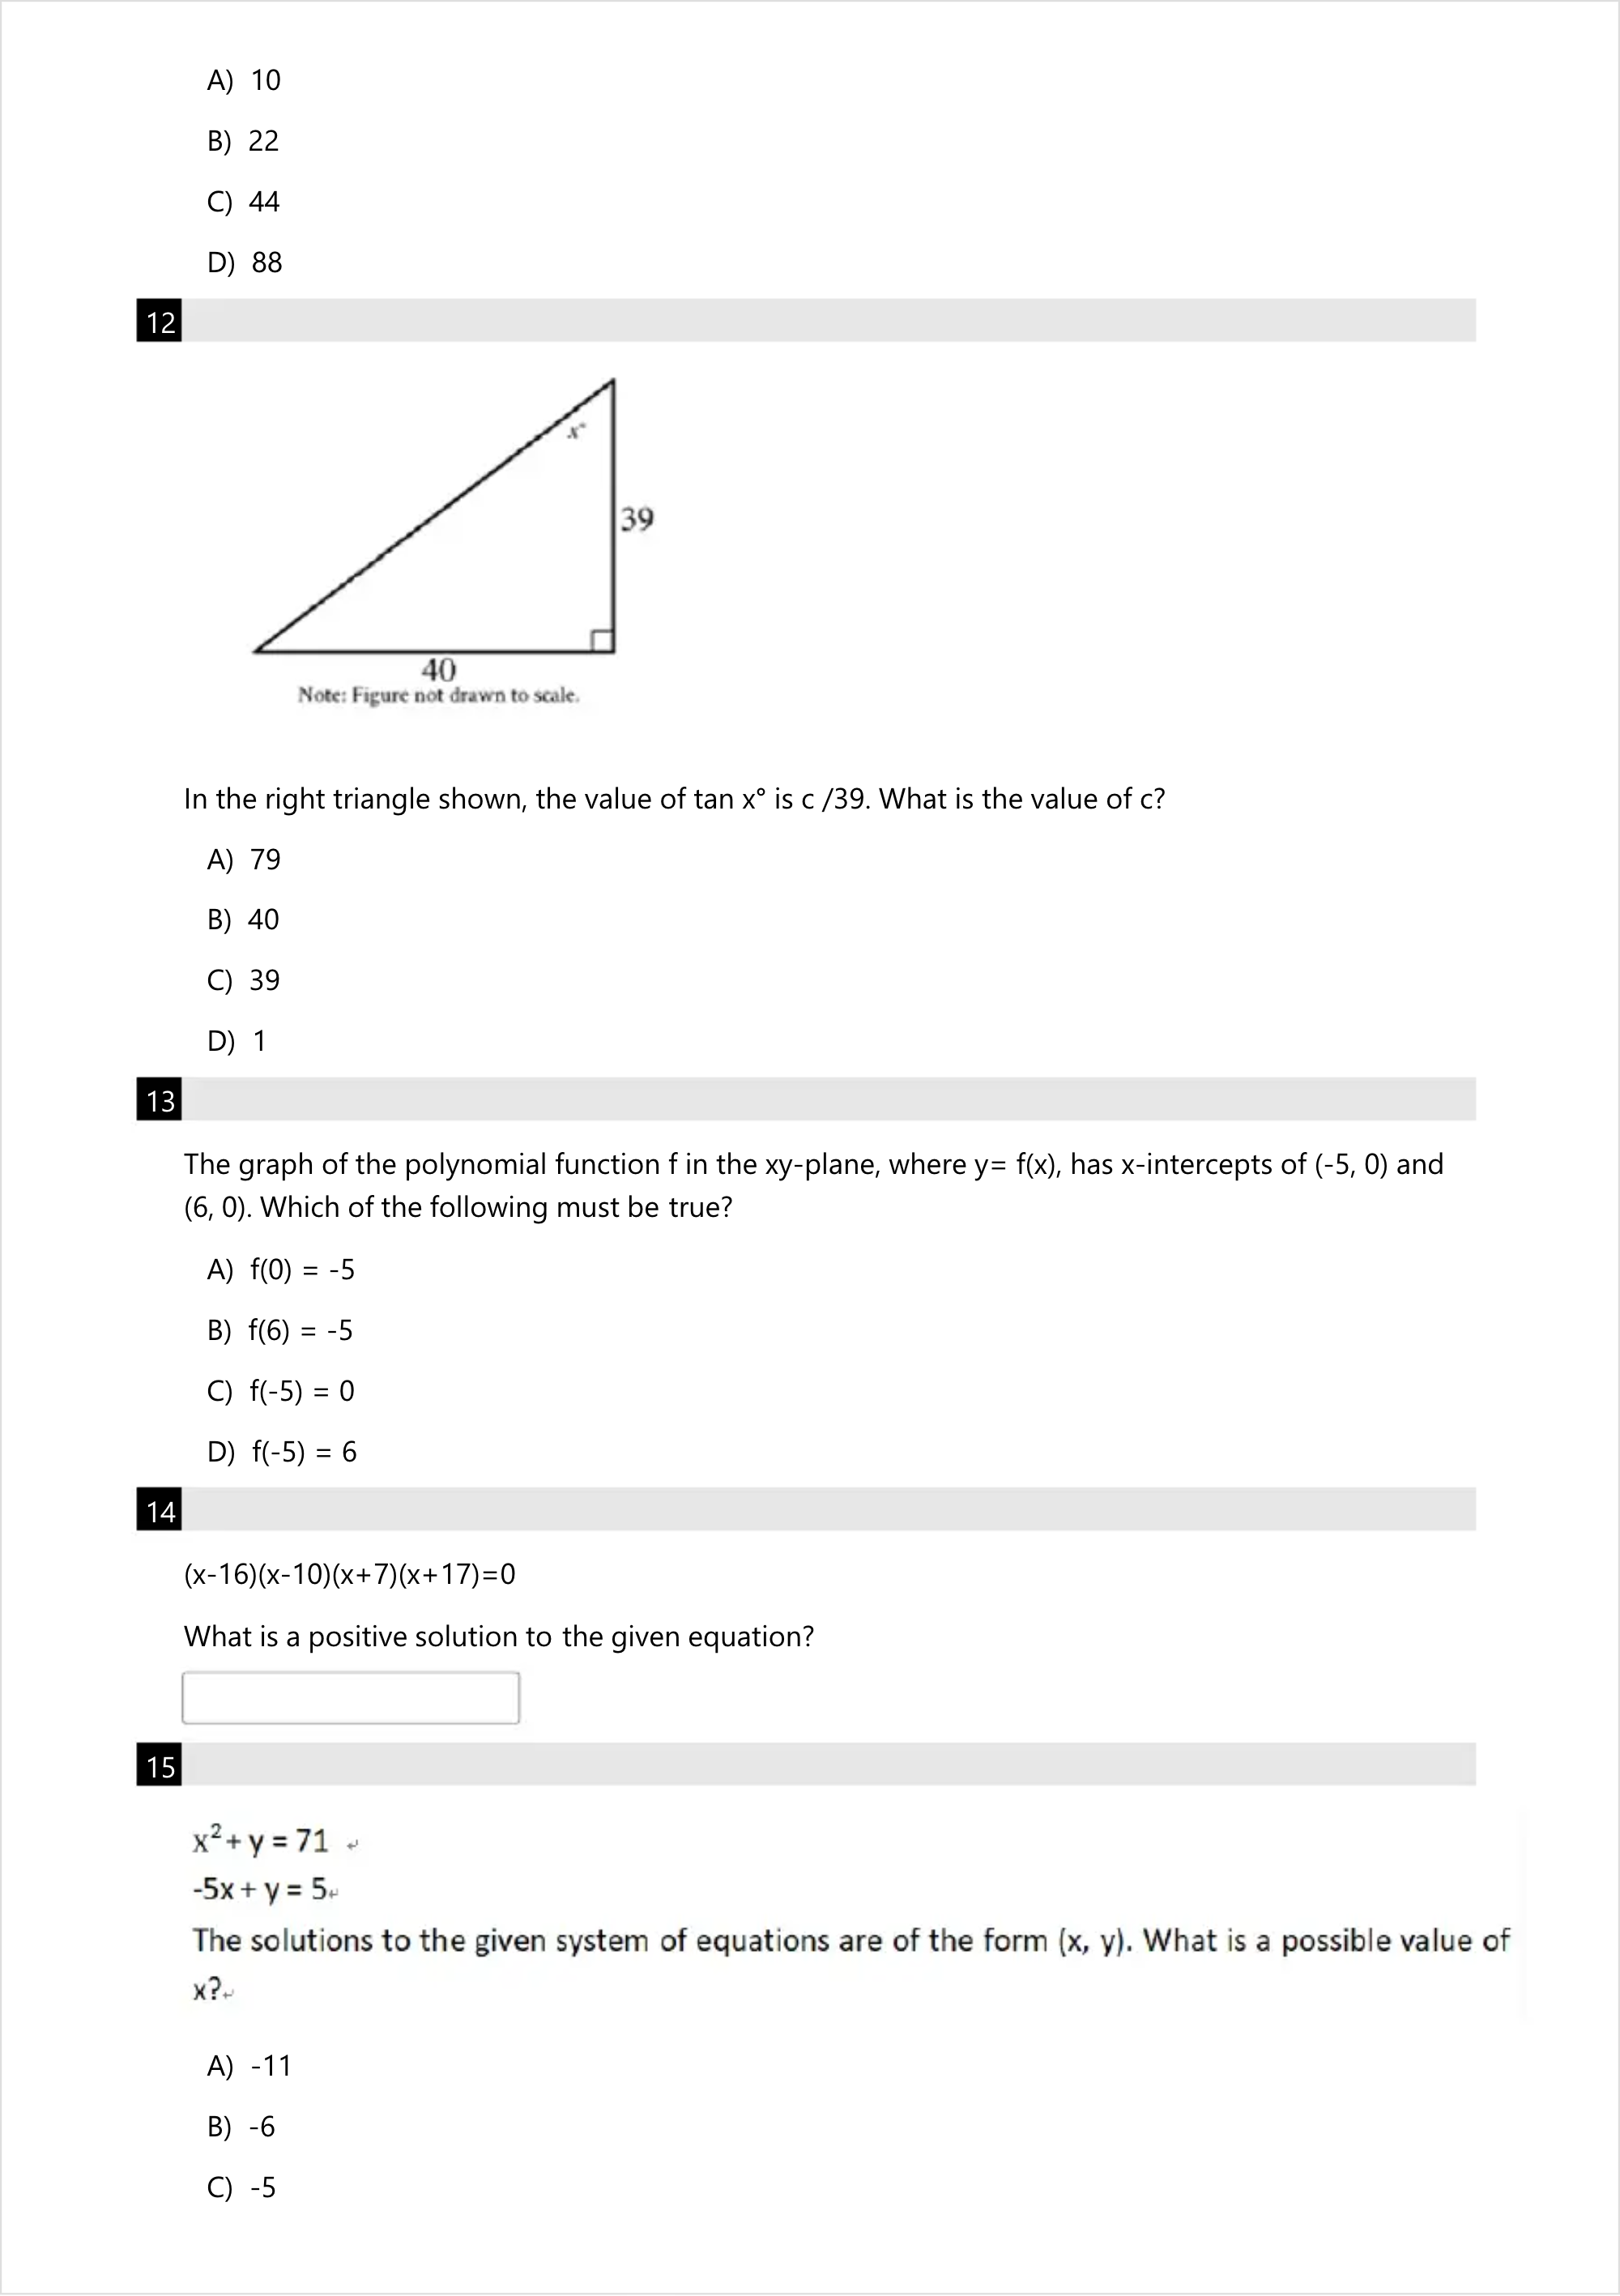 A) 10
B) 22
C) 44
D) 88
12
x°
39
40
Note: Figure not drawn to scale.
In the right triangle shown, the value of tan x° is c /39. What is the value of c?
A) 79
B) 40
C) 39
D) 1
13
The graph of the polynomial function f in the xy-plane, where y= f(x), has x-intercepts of (-5, 0) and
(6, 0). Which of the following must be true?
A) f(0) = -5
B) f(6) = -5
C) f(-5) = 0
D) f(-5) = 6
14
(x-16)(x-10)(x+7)(x+17)=0
What is a positive solution to the given equation?
15
x²+ y = 71 ↵
-5x + y = 5↵
The solutions to the given system of equations are of the form (x, y). What is a possible value of
x?↵
A) -11
B) -6
C) -5